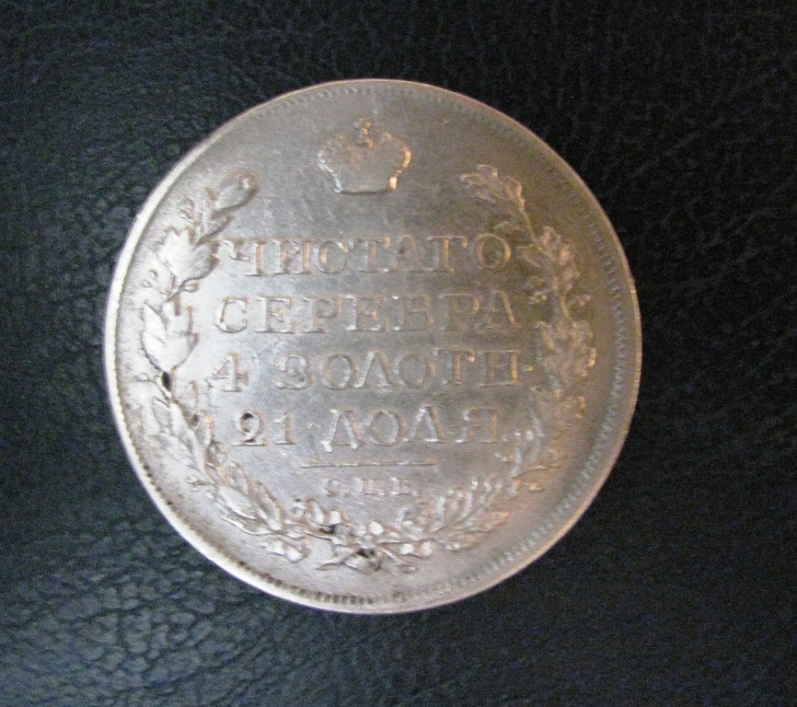 ЧИСТАГО
СЕРЕБРА
4 ЗОЛОТН-
21 ДОЛЯ
С.П.Б.